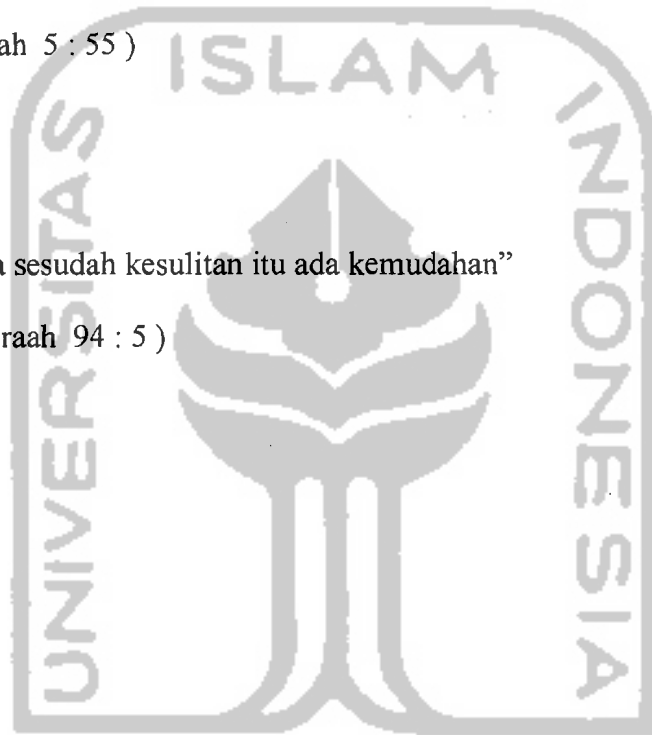 ah 5 : 55 )
ISLAM
UNIVERSITAS
INDONESIA
a sesudah kesulitan itu ada kemudahan”
raah 94 : 5 )